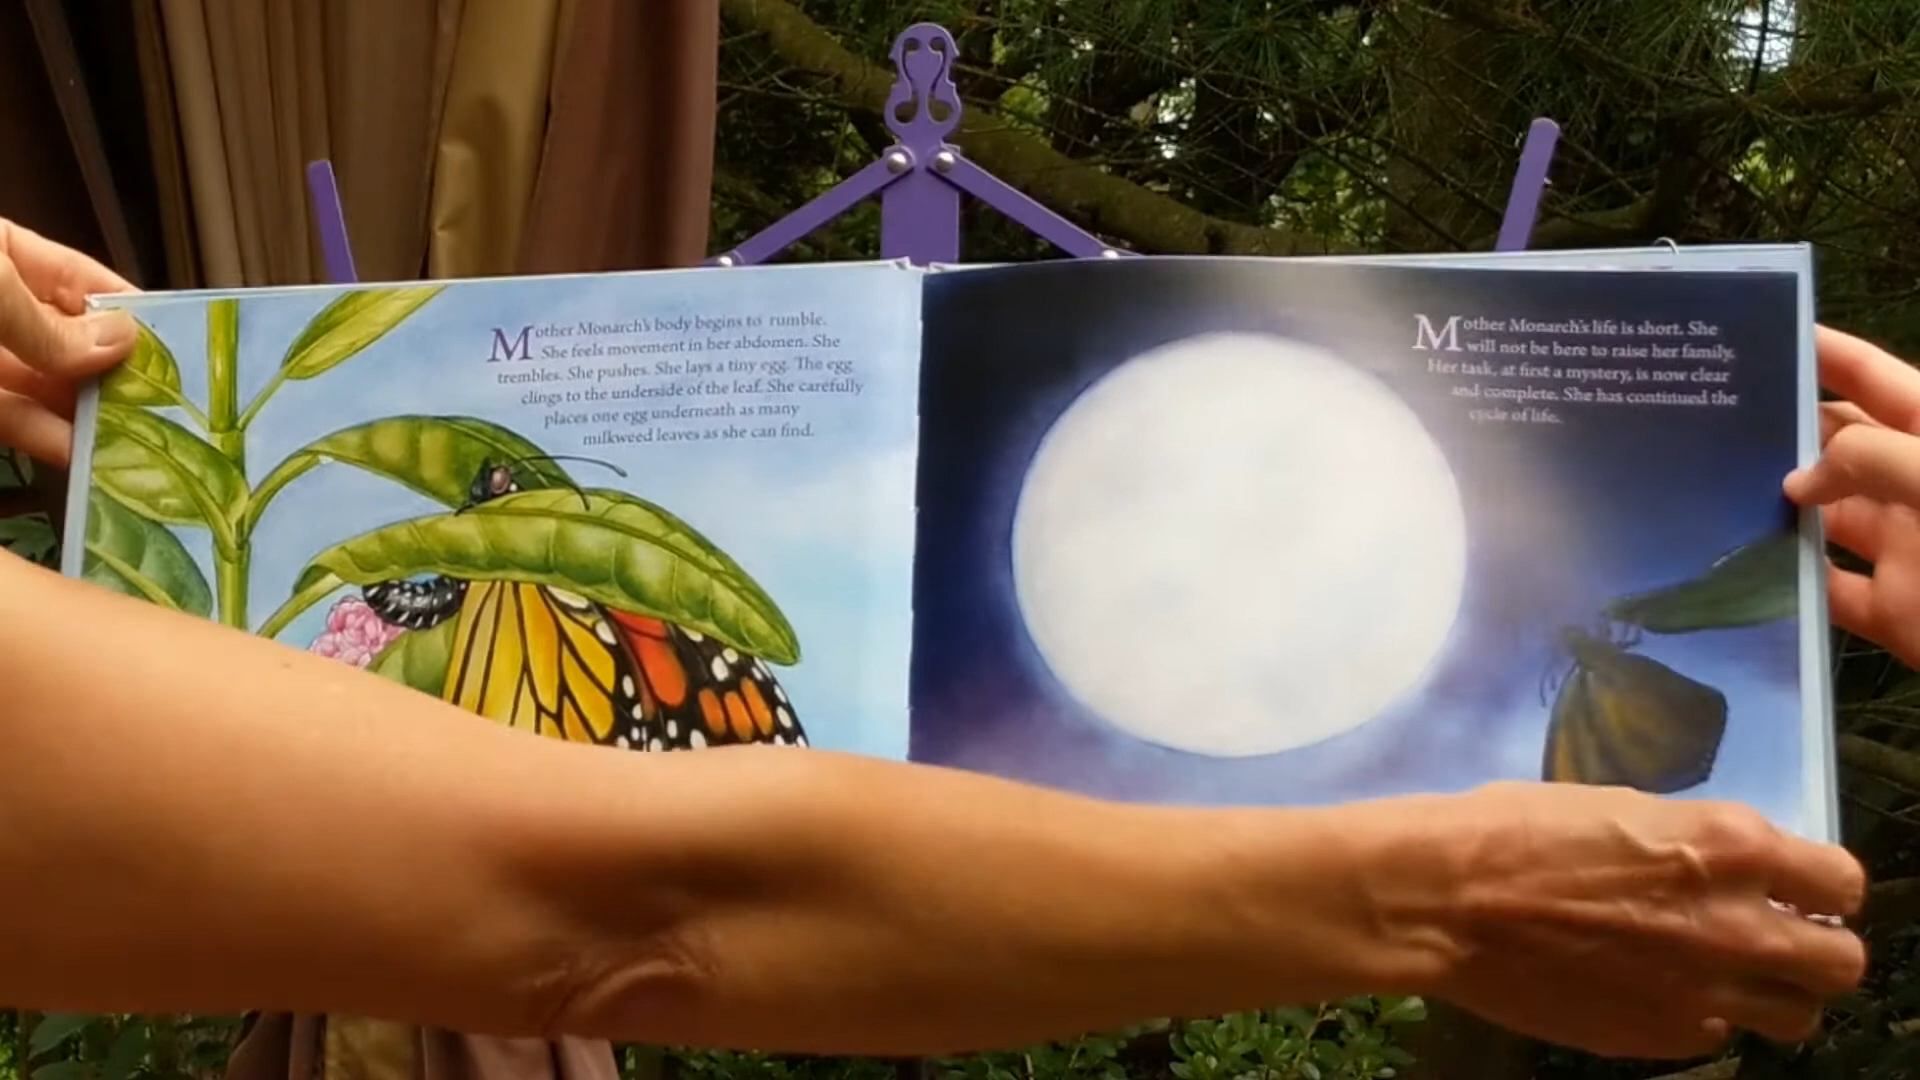 Mother Monarch's body begins to rumble.
She feels movement in her abdomen. She
trembles. She pushes. She lays a tiny egg. The egg
clings to the underside of the leaf. She carefully
places one egg underneath as many
milkweed leaves as she can find.
Mother Monarch's life is short. She
will not be here to raise her family.
Her task, at first a mystery, is now clear
and complete. She has continued the
cycle of life.